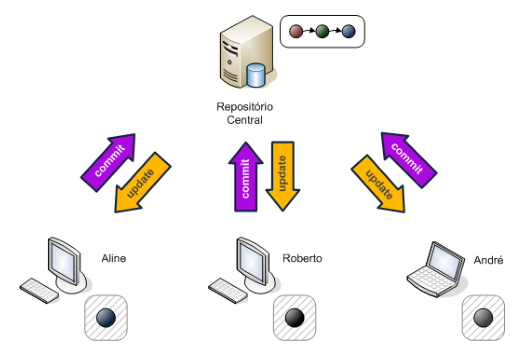 Repositório
Central
commit
update
commit
update
commit
update
Aline
Roberto
André